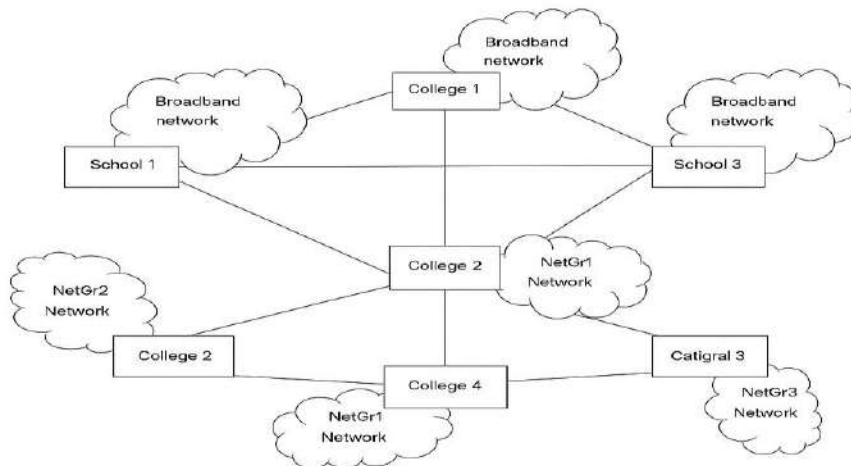 Broadband
network
College 1
Broadband
network
Broadband
network
School 1
School 3
College 2
NetGr1
Network
NetGr2
Network
College 2
Catigral 3
College 4
NetGr3
Network
NetGr1
Network